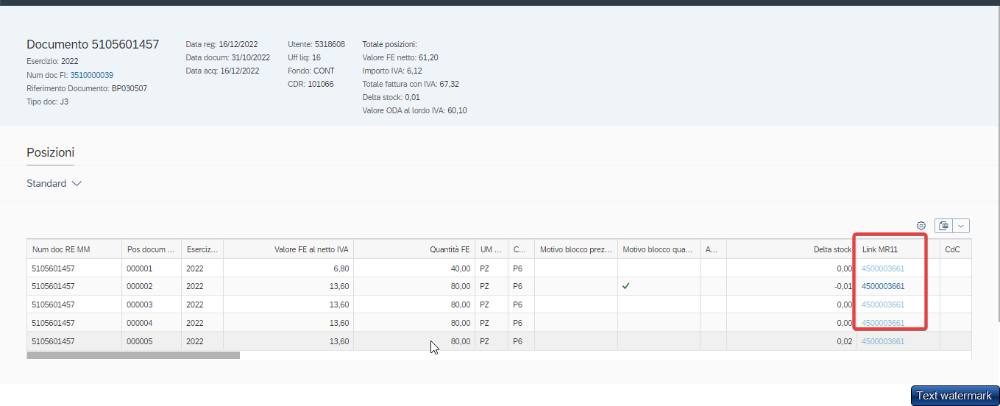 Documento 5105601457
Esercizio: 2022
Num doc FI: 3510000039
Riferimento Documento: BP030507
Tipo doc: J3
Data reg: 16/12/2022
Data docum: 31/10/2022
Data acq: 16/12/2022
Utente: 5318608
Uff liq: 16
Fondo: CONT
CDR: 101066
Totale posizioni:
Valore FE netto: 61,20
Importo IVA: 6,12
Totale fattura con IVA: 67,32
Delta stock: 0,01
Valore ODA al lordo IVA: 60,10
Posizioni
Standard
Num doc RE MM Pos docum ... Eserciz... Valore FE al netto IVA Quantità FE UM ... C... Motivo blocco prez... Motivo blocco qua... A... Delta stock Link MR11 CdC
5105601457 000001 2022 6,80 40,00 PZ P6 0,00 4500003661
5105601457 000002 2022 13,60 80,00 PZ P6 -0,01 4500003661
5105601457 000003 2022 13,60 80,00 PZ P6 0,00 4500003661
5105601457 000004 2022 13,60 80,00 PZ P6 0,00 4500003661
5105601457 000005 2022 13,60 80,00 PZ P6 0,02 4500003661
Text watermark